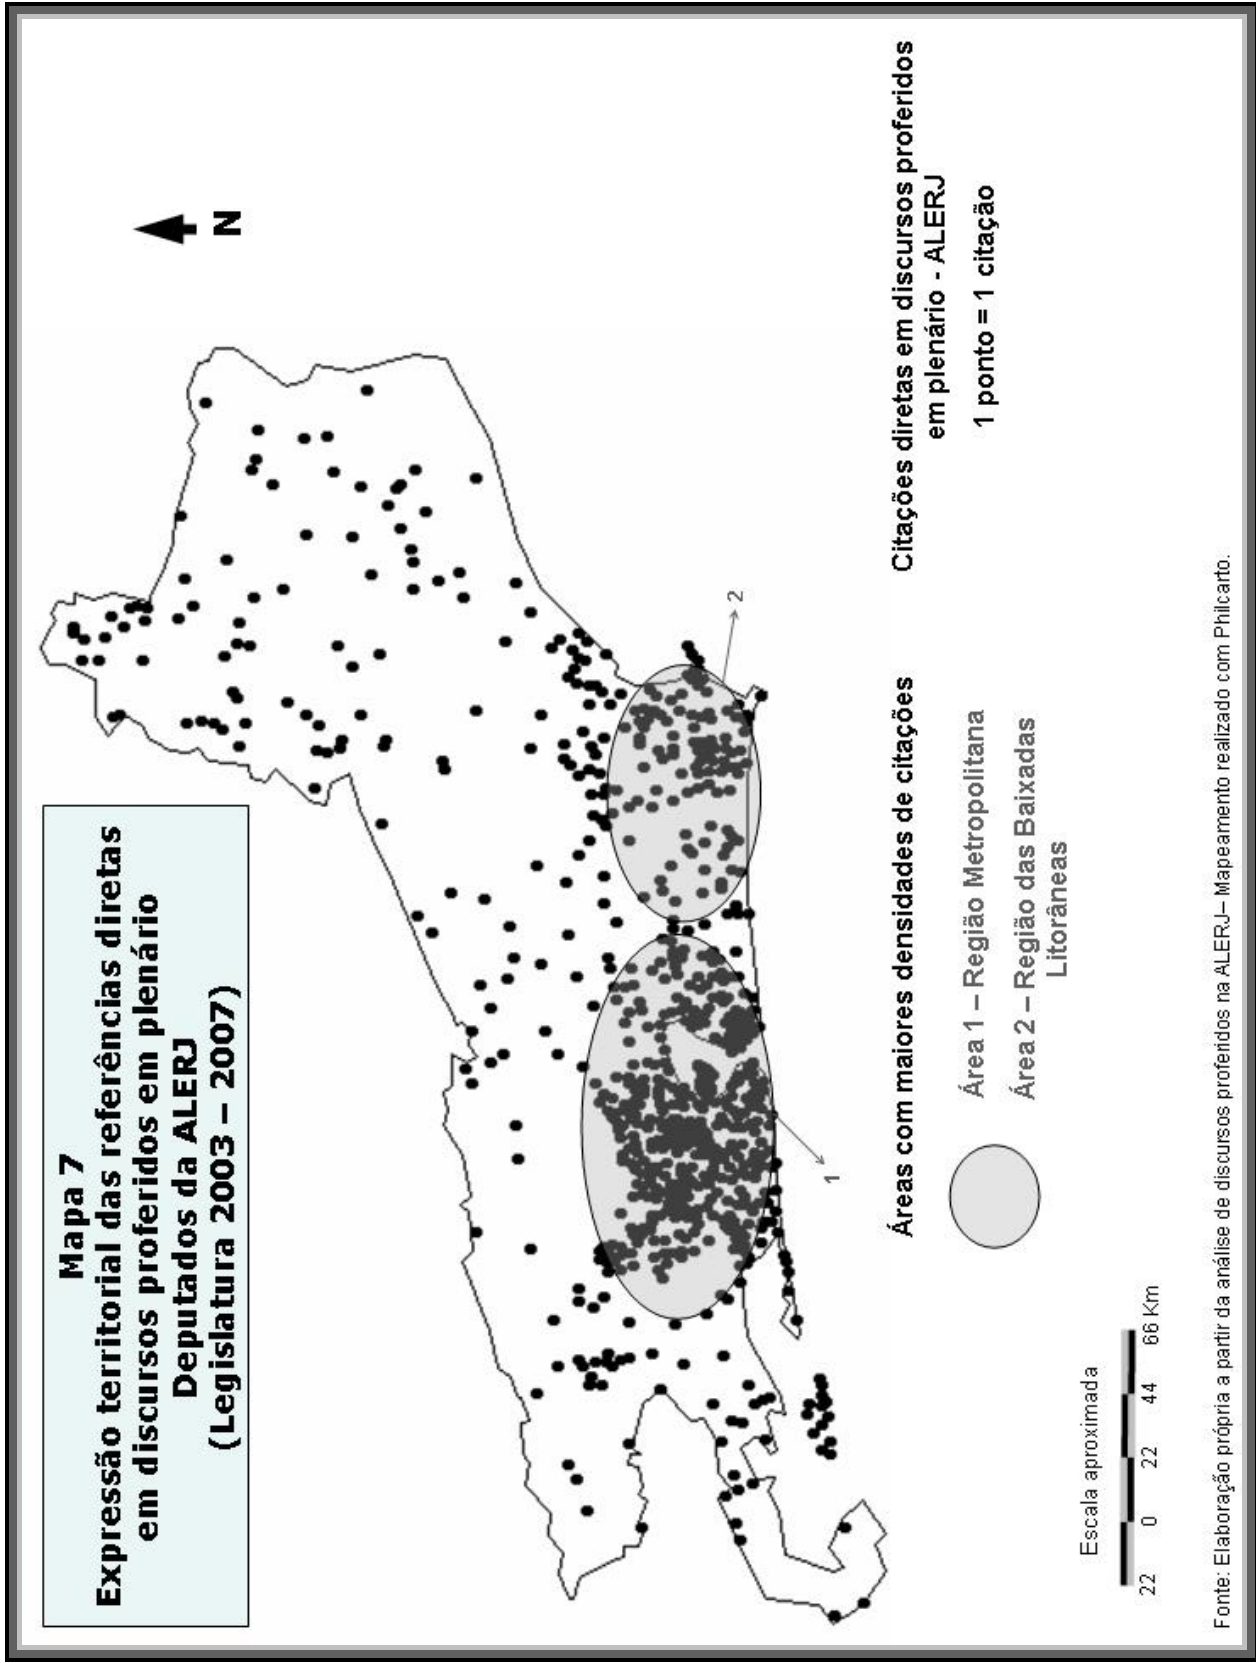 Mapa 7
Expressão territorial das referências diretas
em discursos proferidos em plenário
Deputados da ALERJ
(Legislatura 2003 – 2007)
N
2
1
Áreas com maiores densidades de citações
Área 1 – Região Metropolitana
Área 2 – Região das Baixadas
Litorâneas
Citações diretas em discursos proferidos
em plenário - ALERJ
1 ponto = 1 citação
Escala aproximada
22 0 22 44 66 Km
Fonte: Elaboração própria a partir da análise de discursos proferidos na ALERJ– Mapeamento realizado com Philcarto.